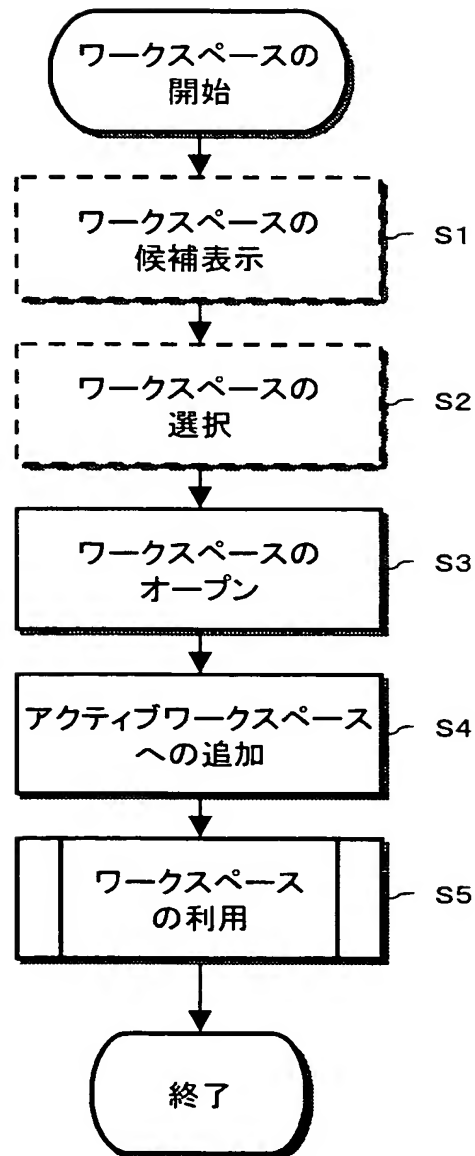 ワークスペースの
開始
ワークスペースの
候補表示
S1
ワークスペースの
選択
S2
ワークスペースの
オープン
S3
アクティブワークスペース
への追加
S4
ワークスペース
の利用
S5
終了